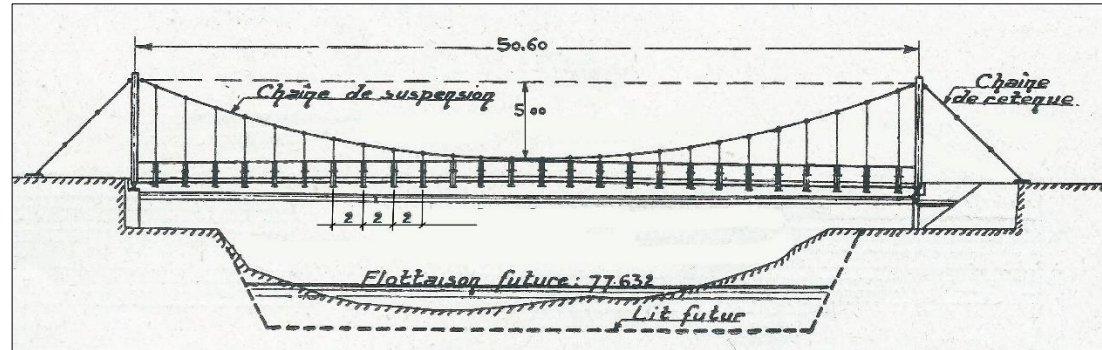 50.60
Chaîne de suspension
5.00
Chaîne
de retenue
2 2 2
Flottaison future: 77.632
Lit futur